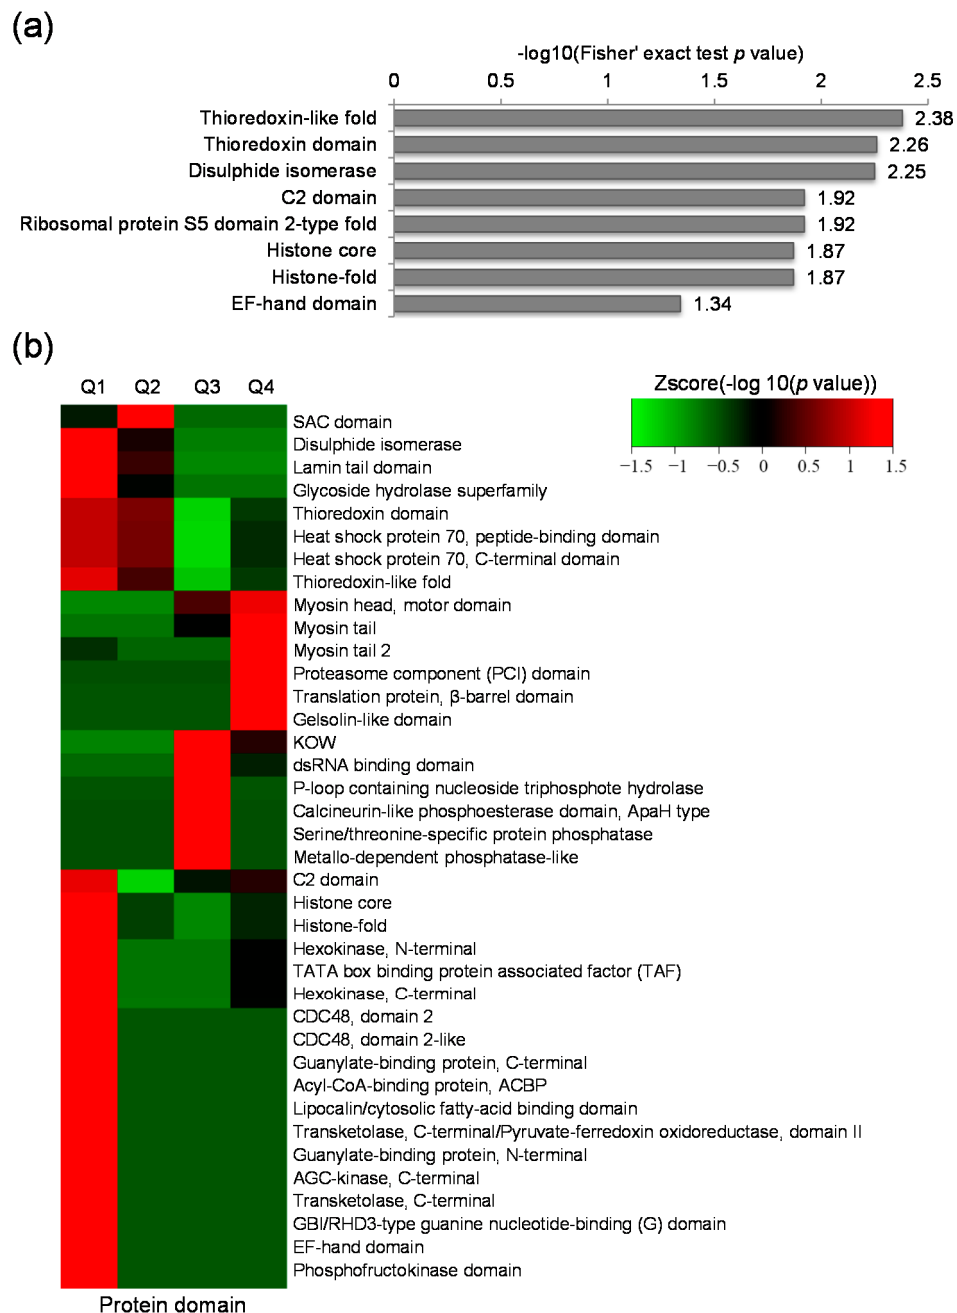 (a)
-log10(Fisher' exact test p value)
0 0.5 1 1.5 2 2.5
Thioredoxin-like fold 2.38
Thioredoxin domain 2.26
Disulphide isomerase 2.25
C2 domain 1.92
Ribosomal protein S5 domain 2-type fold 1.92
Histone core 1.87
Histone-fold 1.87
EF-hand domain 1.34
(b)
Q1 Q2 Q3 Q4
Zscore(-log 10(p value))
−1.5 −1 −0.5 0 0.5 1 1.5
SAC domain
Disulphide isomerase
Lamin tail domain
Glycoside hydrolase superfamily
Thioredoxin domain
Heat shock protein 70, peptide-binding domain
Heat shock protein 70, C-terminal domain
Thioredoxin-like fold
Myosin head, motor domain
Myosin tail
Myosin tail 2
Proteasome component (PCI) domain
Translation protein, β-barrel domain
Gelsolin-like domain
KOW
dsRNA binding domain
P-loop containing nucleoside triphosphote hydrolase
Calcineurin-like phosphoesterase domain, ApaH type
Serine/threonine-specific protein phosphatase
Metallo-dependent phosphatase-like
C2 domain
Histone core
Histone-fold
Hexokinase, N-terminal
TATA box binding protein associated factor (TAF)
Hexokinase, C-terminal
CDC48, domain 2
CDC48, domain 2-like
Guanylate-binding protein, C-terminal
Acyl-CoA-binding protein, ACBP
Lipocalin/cytosolic fatty-acid binding domain
Transketolase, C-terminal/Pyruvate-ferredoxin oxidoreductase, domain II
Guanylate-binding protein, N-terminal
AGC-kinase, C-terminal
Transketolase, C-terminal
GBI/RHD3-type guanine nucleotide-binding (G) domain
EF-hand domain
Phosphofructokinase domain
Protein domain